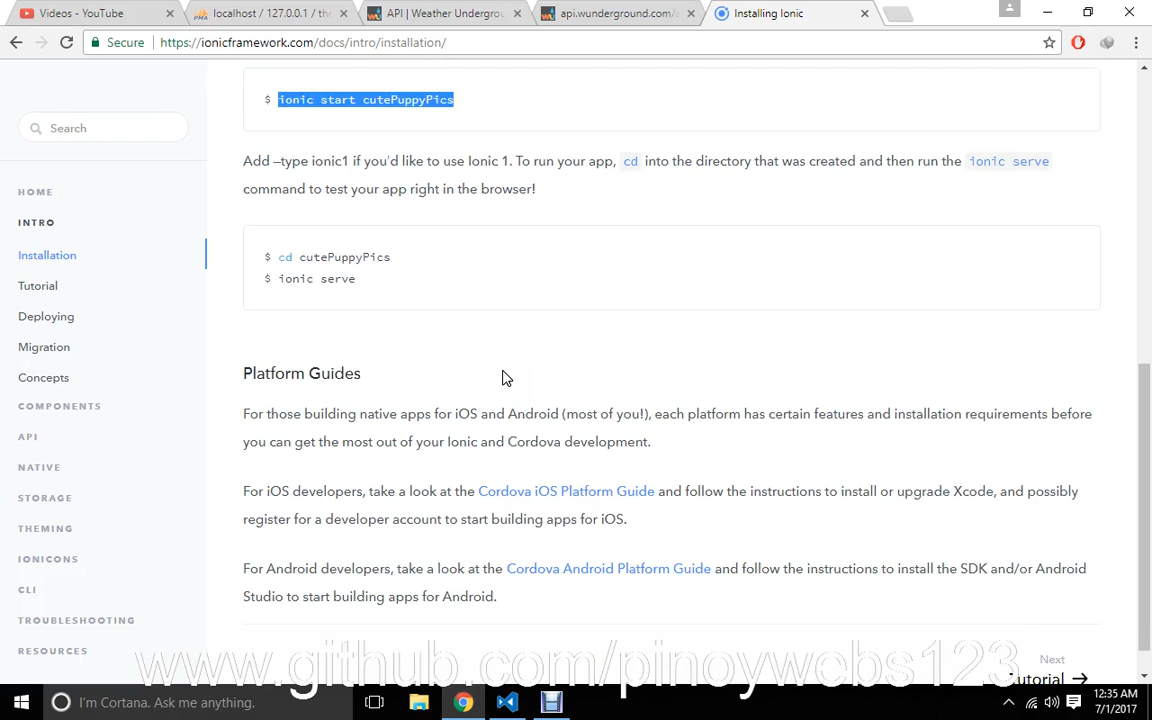 Videos - YouTube
localhost / 127.0.0.1 / the
API | Weather Undergrou
api.wunderground.com/a
Installing Ionic
Secure
https://ionicframework.com/docs/intro/installation/
$ ionic start cutePuppyPics
Search
Add –type ionic1 if you'd like to use Ionic 1. To run your app, cd into the directory that was created and then run the ionic serve
command to test your app right in the browser!
HOME
INTRO
Installation
Tutorial
Deploying
Migration
Concepts
COMPONENTS
API
NATIVE
STORAGE
THEMING
IONICONS
CLI
TROUBLESHOOTING
RESOURCES
$ cd cutePuppyPics
$ ionic serve
Platform Guides
For those building native apps for iOS and Android (most of you!), each platform has certain features and installation requirements before
you can get the most out of your Ionic and Cordova development.
For iOS developers, take a look at the Cordova iOS Platform Guide and follow the instructions to install or upgrade Xcode, and possibly
register for a developer account to start building apps for iOS.
For Android developers, take a look at the Cordova Android Platform Guide and follow the instructions to install the SDK and/or Android
Studio to start building apps for Android.
www.github.com/pinoywebs123
Next
Tutorial
I'm Cortana. Ask me anything.
12:35 AM
7/1/2017